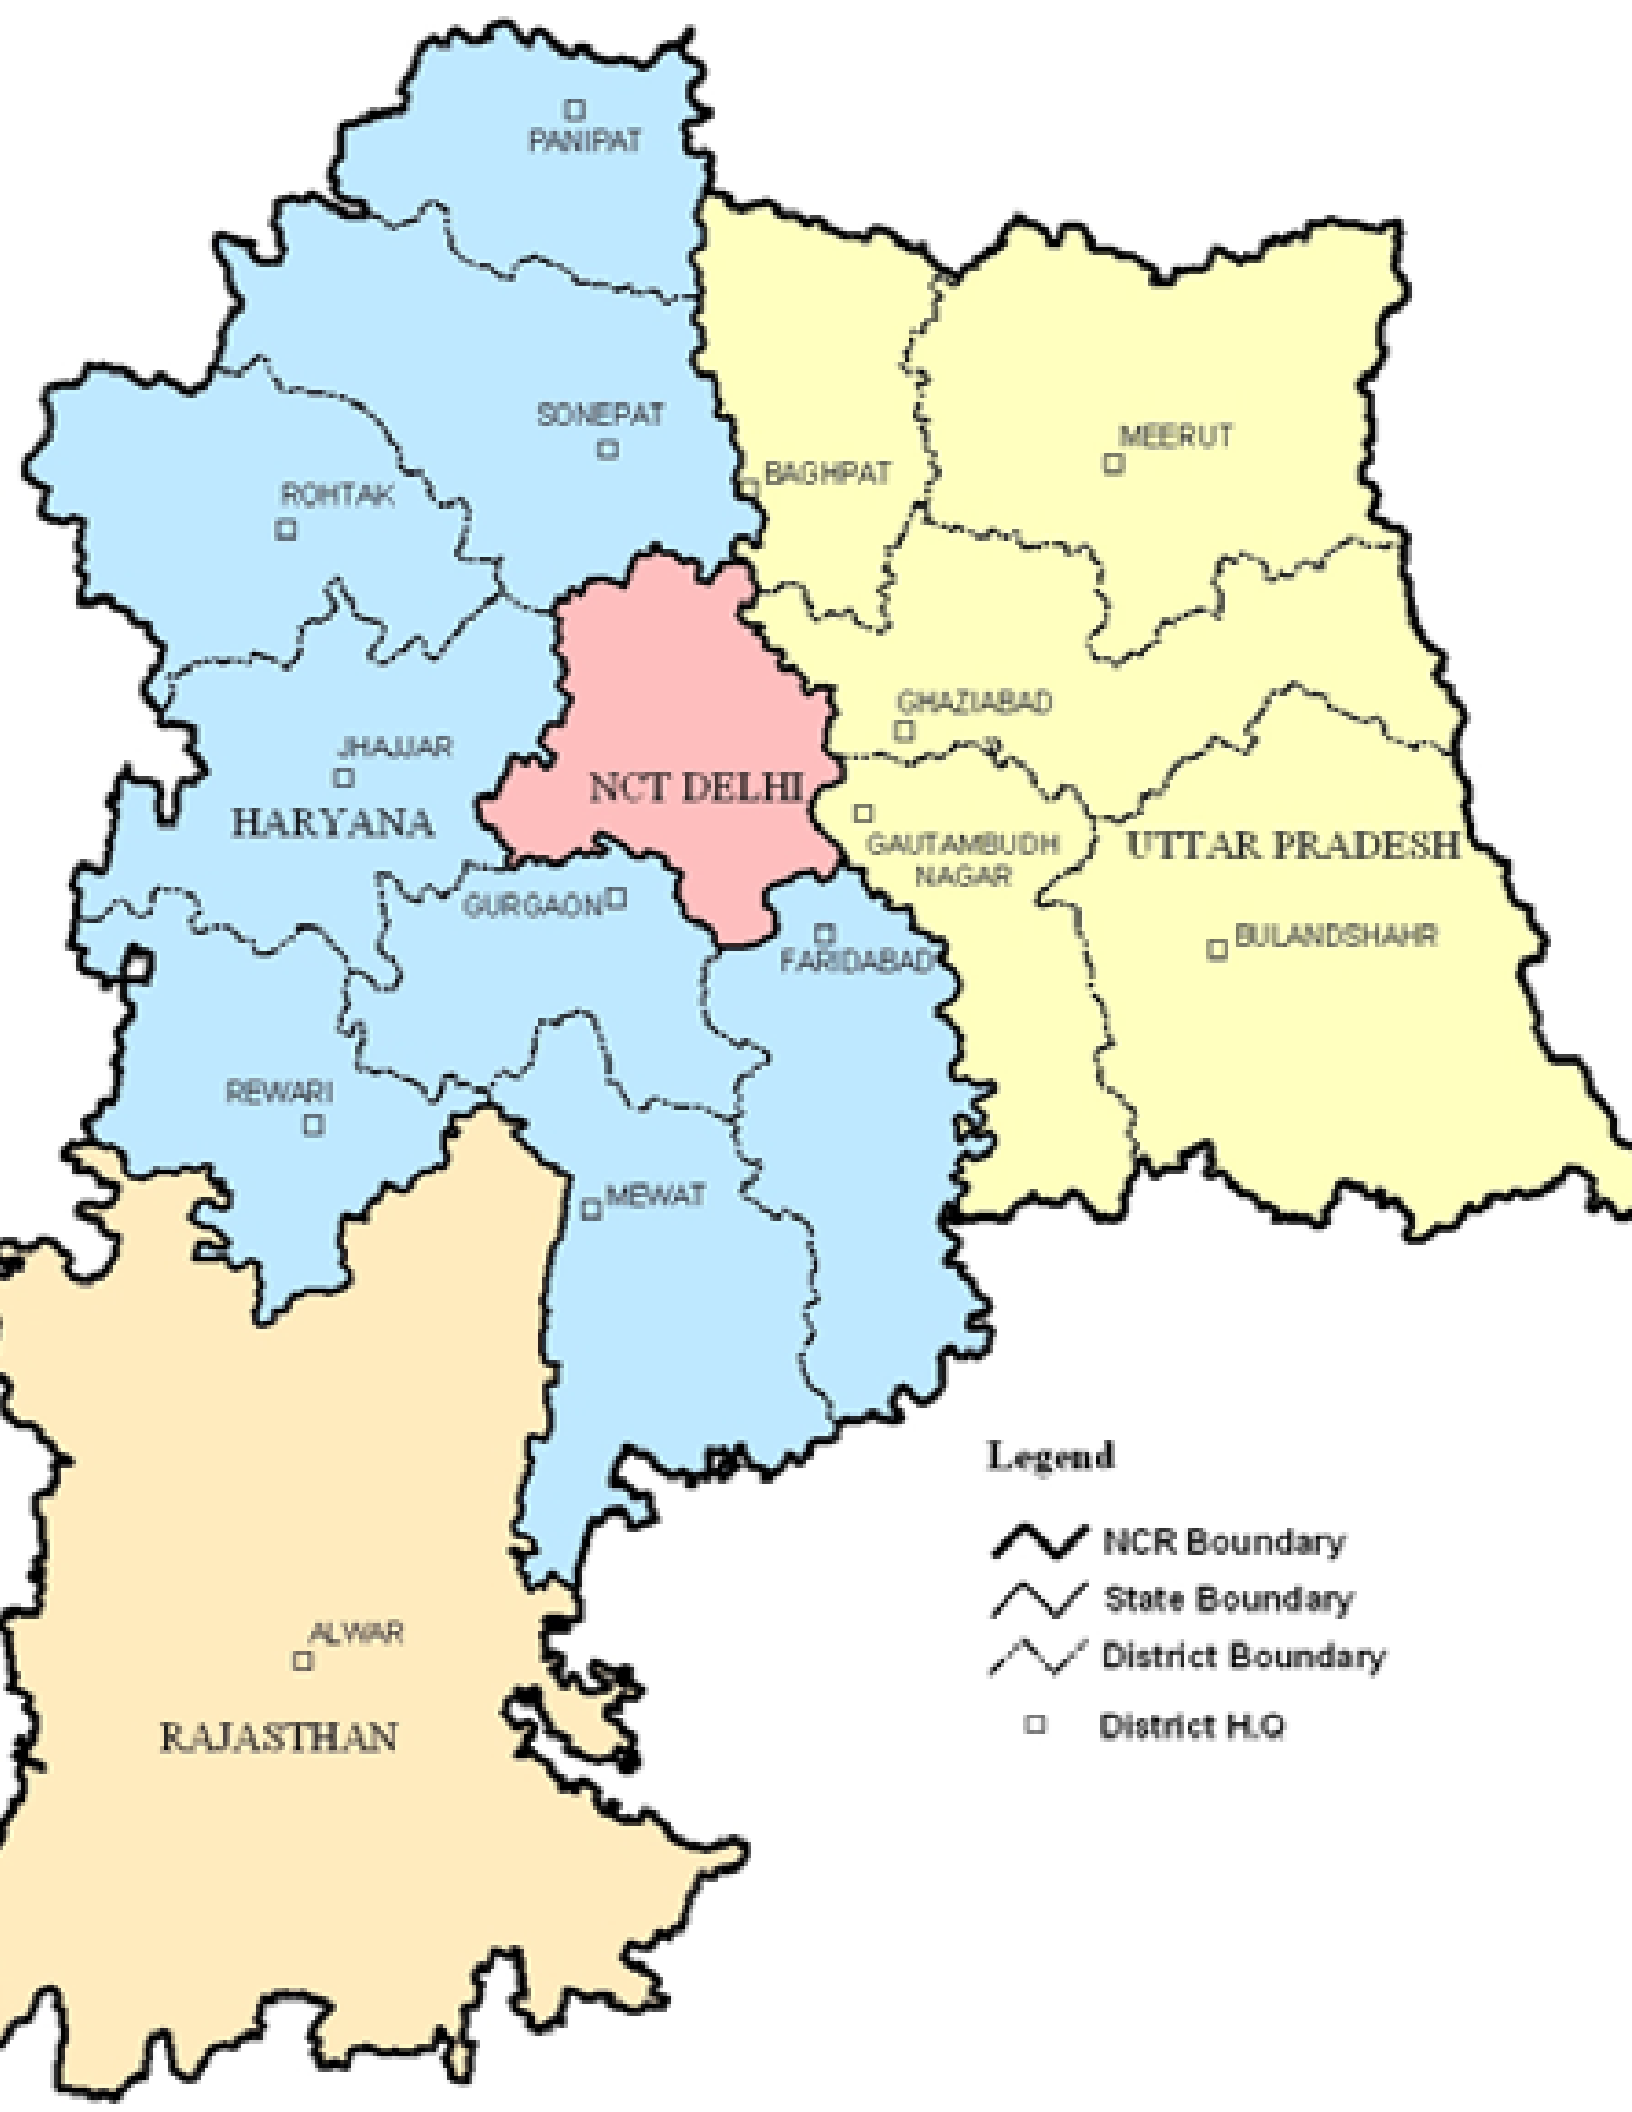 PANIPAT
SONEPAT
MEERUT
BAGHPAT
ROHTAK
GHAZIABAD
JHAJJAR
NCT DELHI
HARYANA
GAUTAMBUDH
NAGAR
UTTAR PRADESH
GURGAON
BULANDSHAHR
FARIDABAD
REWARI
MEWAT
Legend
NCR Boundary
State Boundary
District Boundary
District H.Q
ALWAR
RAJASTHAN